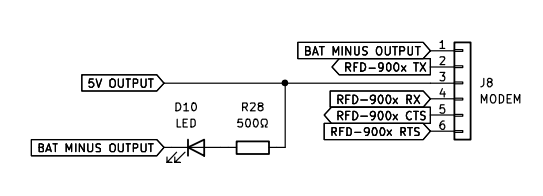 BAT MINUS OUTPUT 1
RFD-900x TX 2
5V OUTPUT 3 J8
D10 R28 RFD-900x RX 4 MODEM
LED 500Ω RFD-900x CTS 5
BAT MINUS OUTPUT RFD-900x RTS 6